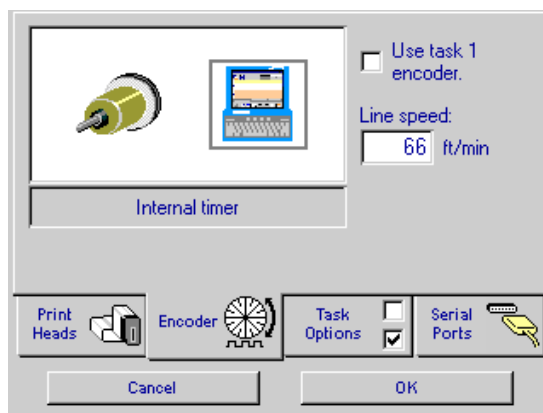 Use task 1
encoder.
Line speed:
66 ft/min
Internal timer
Print
Heads
Encoder
Task
Options
Serial
Ports
Cancel
OK